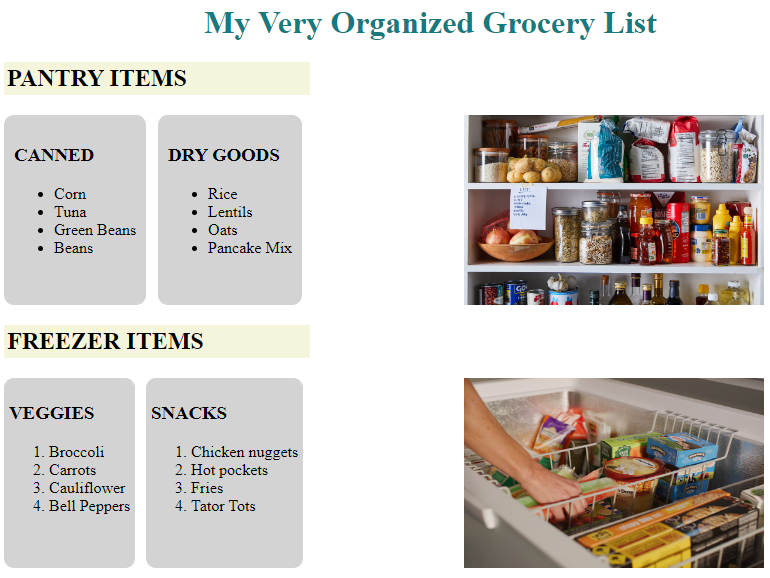 My Very Organized Grocery List
PANTRY ITEMS
CANNED
Corn
Tuna
Green Beans
Beans
DRY GOODS
Rice
Lentils
Oats
Pancake Mix
FREEZER ITEMS
VEGGIES
1. Broccoli
2. Carrots
3. Cauliflower
4. Bell Peppers
SNACKS
1. Chicken nuggets
2. Hot pockets
3. Fries
4. Tator Tots